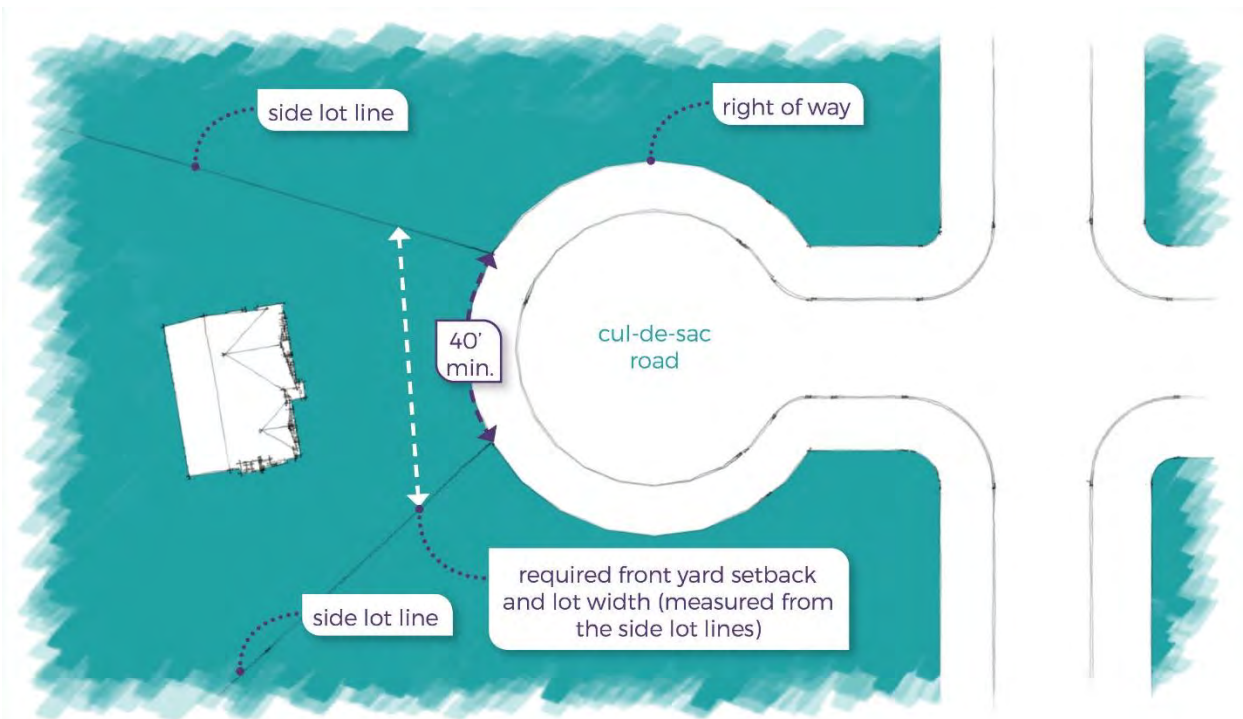 side lot line
right of way
cul-de-sac
road
40'
min.
required front yard setback
and lot width (measured from
the side lot lines)
side lot line